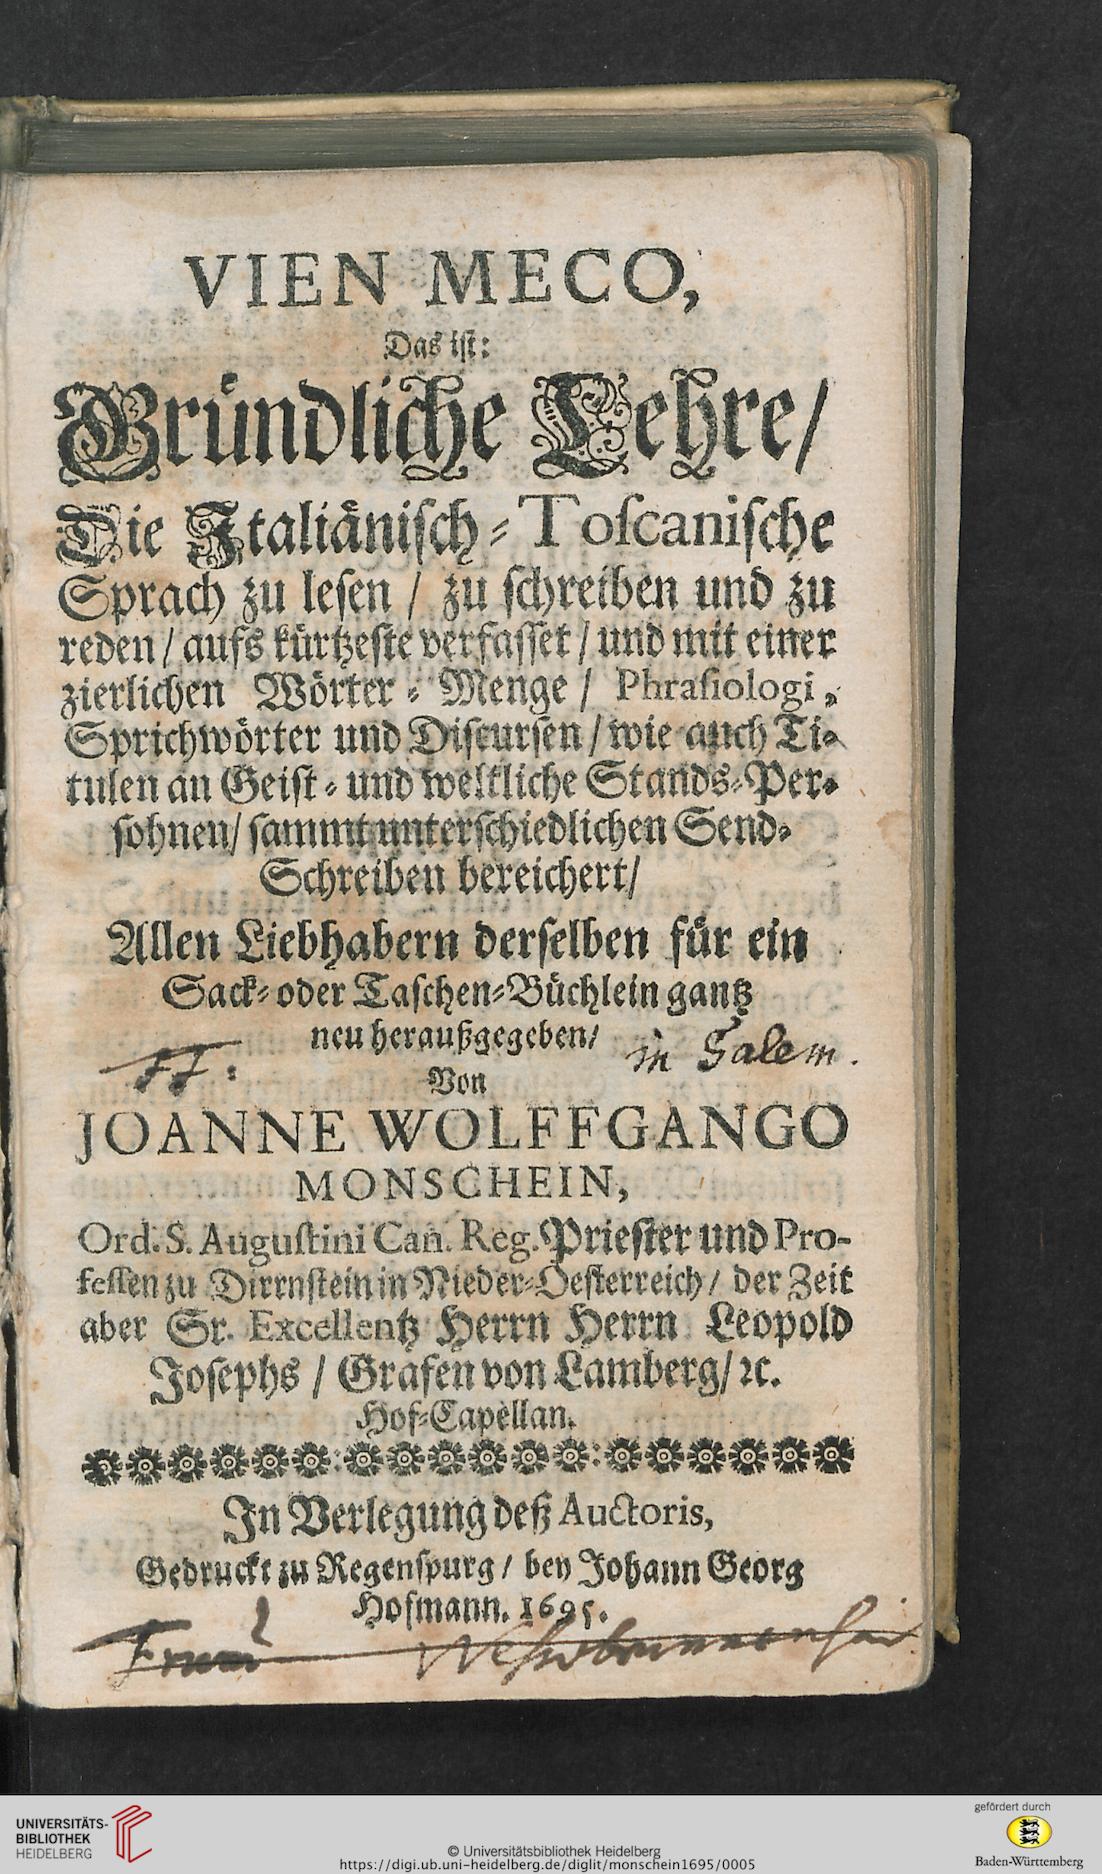 VIEN MECO,
Das ist:
Gründliche Lehre/
Die Italiänisch-Toscanische
Sprach zu lesen / zu schreiben und zu
reden / aufs kürtzeste verfasset / und mit einer
zierlichen Wörter-Menge / Phrasiologi,
Sprichwörter und Discursen / wie auch Ti-
tulen an Geist- und weltliche Stands-Per-
sohnen/ sammt unterschiedlichen Send-
Schreiben bereichert/
Allen Liebhabern derselben für ein
Sack- oder Taschen-Büchlein gantz
neu heraußgegeben/
in Salem.
Von
JOANNE WOLFFGANGO
MONSCHEIN,
Ord. S. Augustini Can. Reg. Priester und Pro-
fessen zu Dirrnstein in Nieder-Oesterreich / der Zeit
aber Sr. Excellentz Herrn Herrn Leopold
Josephs / Grafen von Lamberg/ ꝛc.
Hof-Capellan.
In Verlegung deß Auctoris,
Gedruckt zu Regenspurg / bey Johann Georg
Hofmann. 1695.
UNIVERSITÄTS-
BIBLIOTHEK
HEIDELBERG
© Universitätsbibliothek Heidelberg
https://digi.ub.uni-heidelberg.de/diglit/monschein1695/0005
gefördert durch
Baden-Württemberg